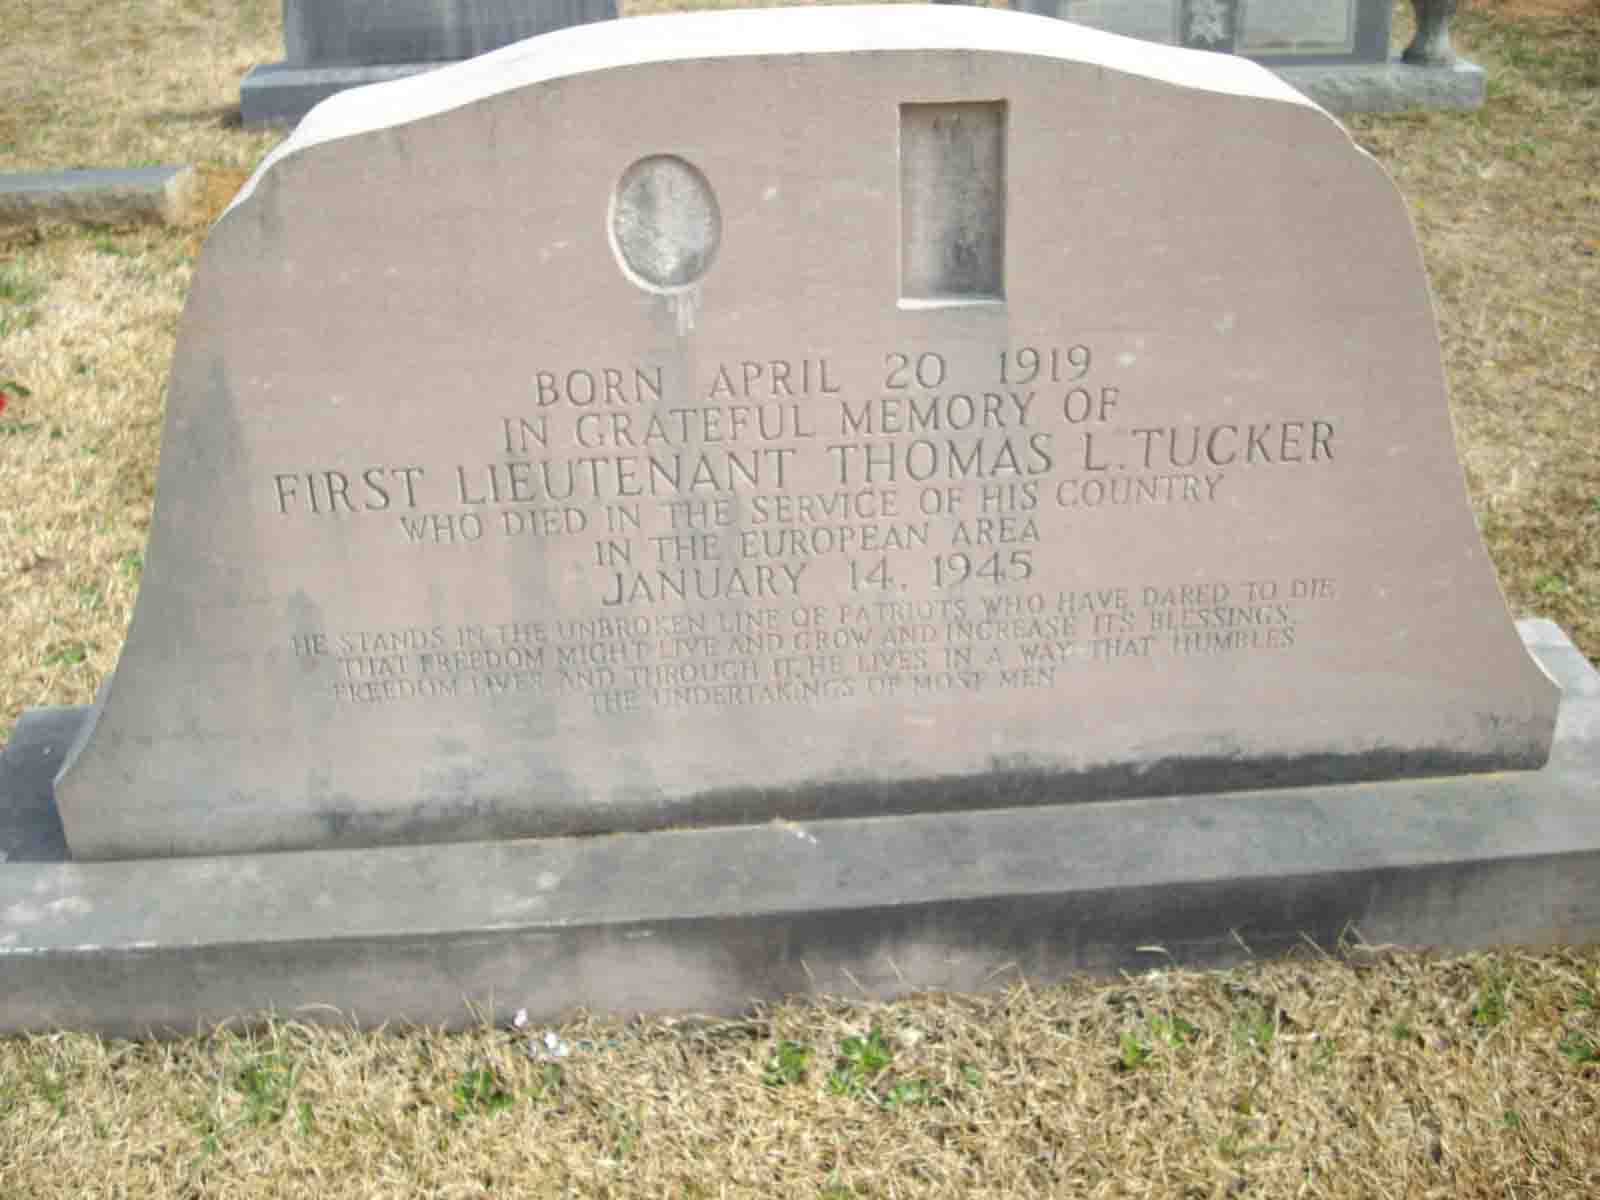 BORN APRIL 20 1919
IN GRATEFUL MEMORY OF
FIRST LIEUTENANT THOMAS L. TUCKER
WHO DIED IN THE SERVICE OF HIS COUNTRY
IN THE EUROPEAN AREA
JANUARY 14. 1945
HE STANDS IN THE UNBROKEN LINE OF PATRIOTS WHO HAVE DARED TO DIE
THAT FREEDOM MIGHT LIVE AND GROW AND INCREASE ITS BLESSINGS.
FREEDOM LIVES AND THROUGH IT, HE LIVES IN A WAY THAT HUMBLES
THE UNDERTAKINGS OF MOST MEN